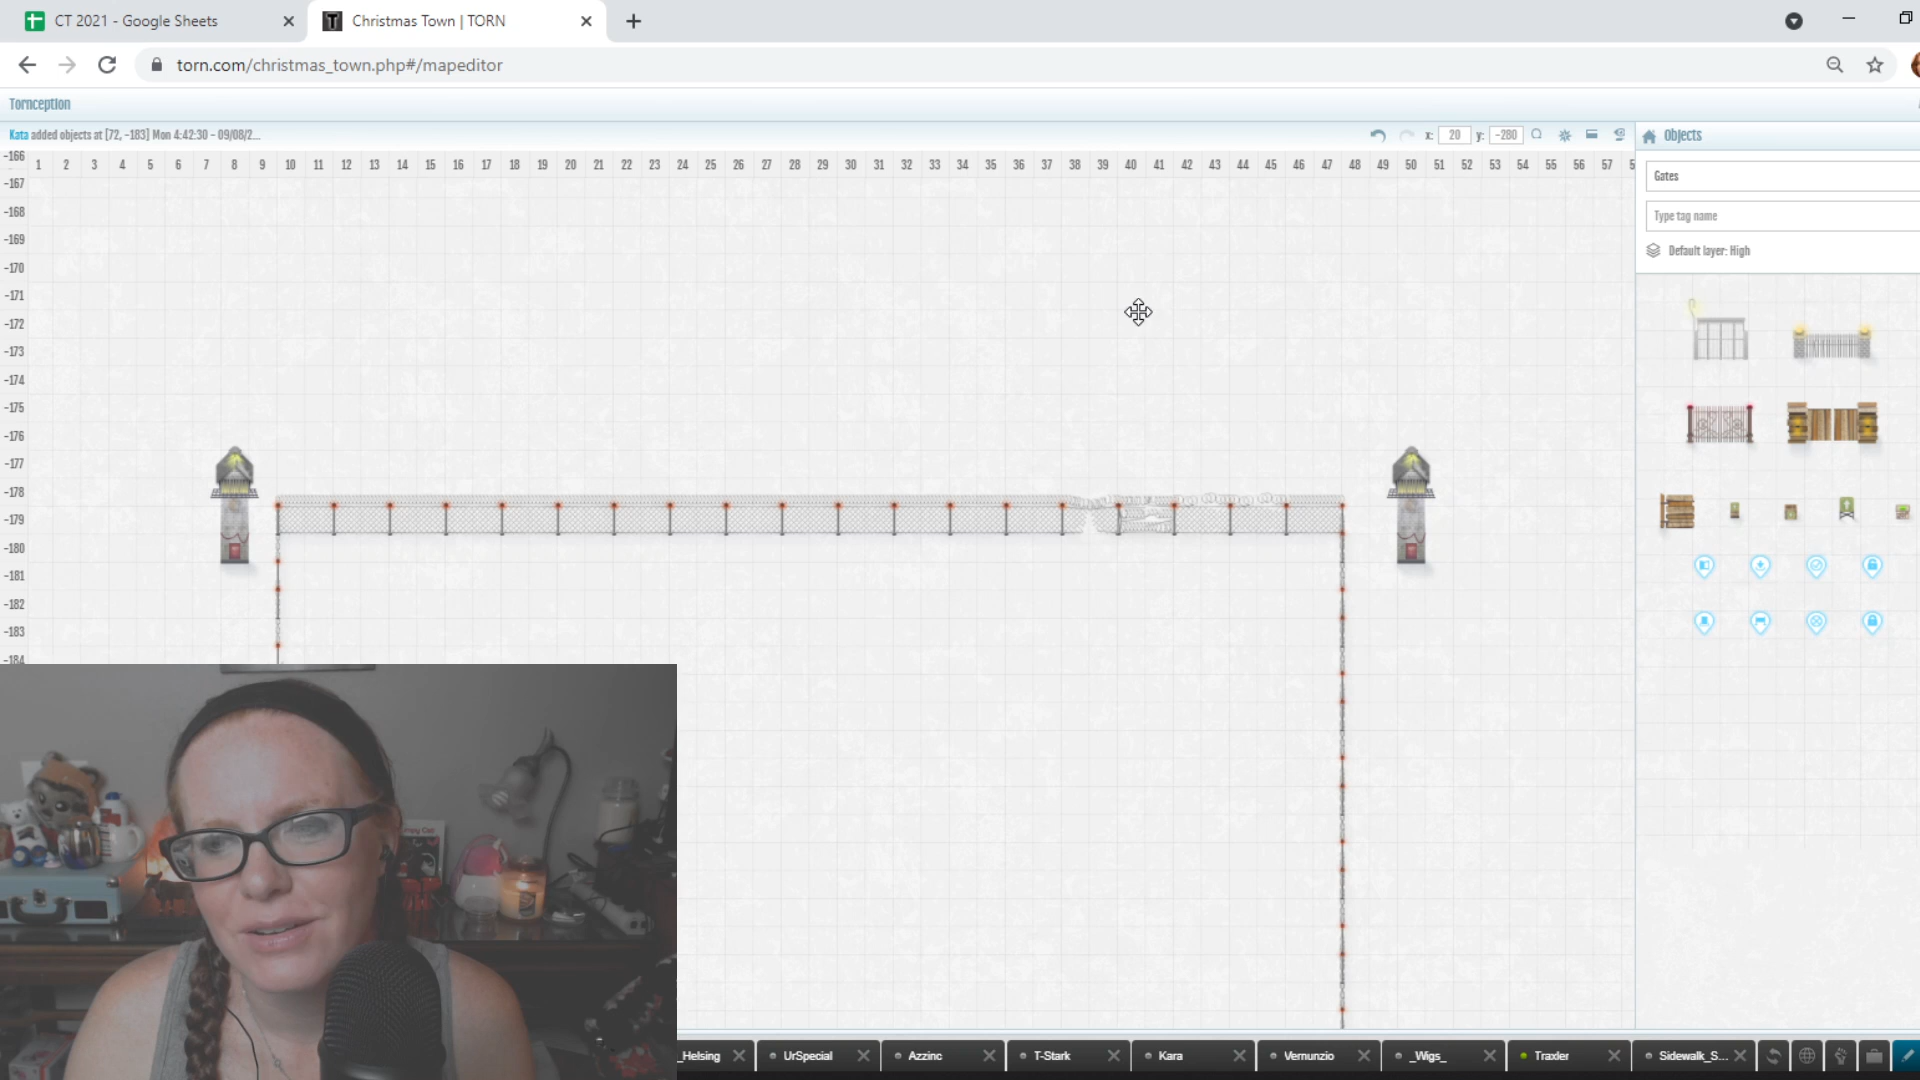 CT 2021 - Google Sheets
Christmas Town | TORN
torn.com/christmas_town.php#/mapeditor
Tornception
Kata added objects at [72, -183] Mon 4:42:30 - 09/08/2...
x: 20 y: -280
Objects
-166 1 2 3 4 5 6 7 8 9 10 11 12 13 14 15 16 17 18 19 20 21 22 23 24 25 26 27 28 29 30 31 32 33 34 35 36 37 38 39 40 41 42 43 44 45 46 47 48 49 50 51 52 53 54 55 56 57 5
-167
-168
-169
-170
-171
-172
-173
-174
-175
-176
-177
-178
-179
-180
-181
-182
-183
-184
Gates
Type tag name
Default layer: High
_Helsing
UrSpecial
Azzinc
T-Stark
Kara
Vernunzio
_Wigs_
Traxler
Sidewalk_S...